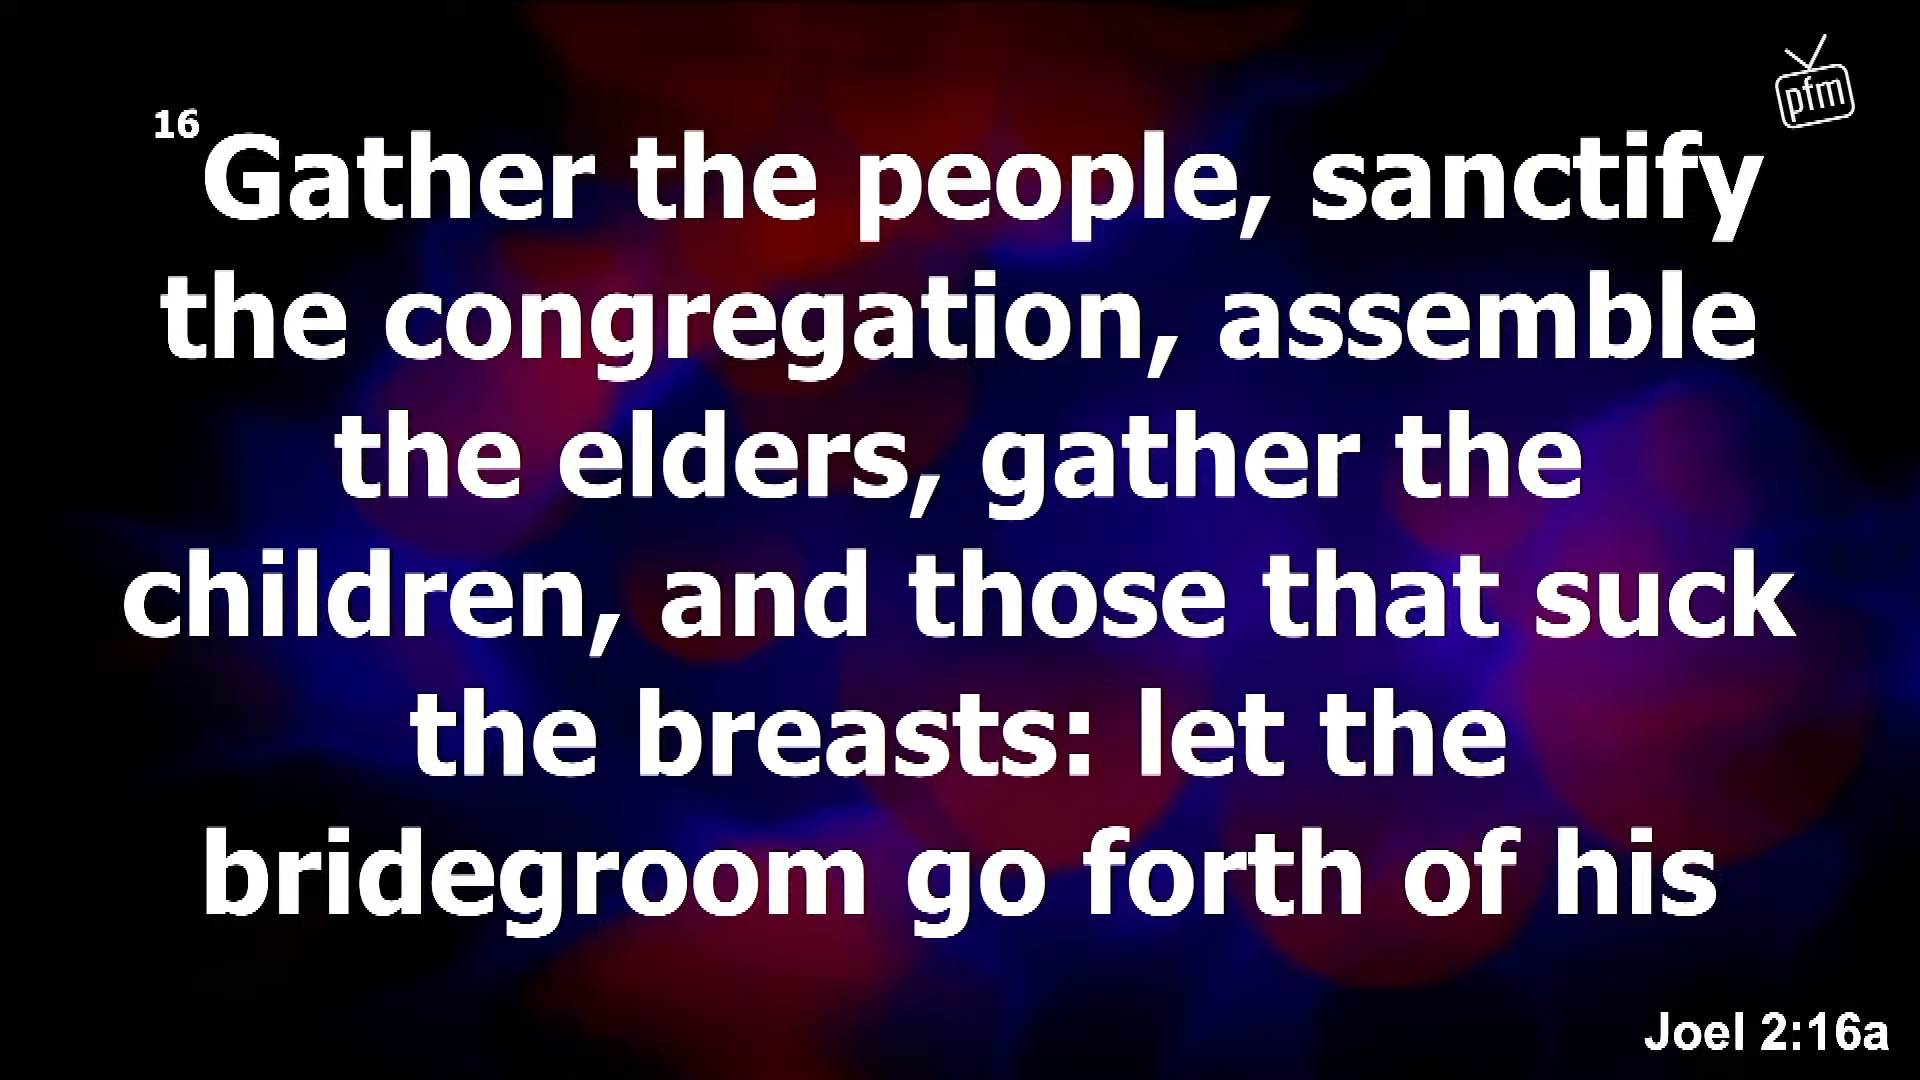 pfm
16 Gather the people, sanctify
the congregation, assemble
the elders, gather the
children, and those that suck
the breasts: let the
bridegroom go forth of his
Joel 2:16a